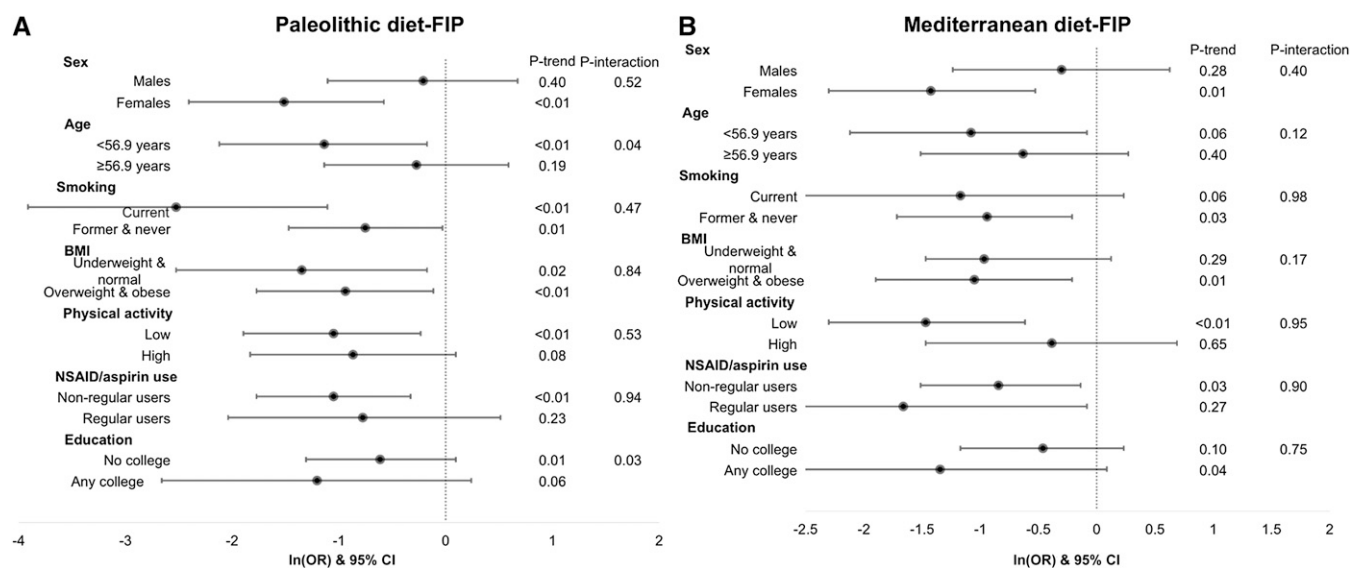 A
Paleolithic diet-FIP
Sex
P-trend P-interaction
Males 0.40 0.52
Females <0.01
Age
<56.9 years <0.01 0.04
≥56.9 years 0.19
Smoking
Current <0.01 0.47
Former & never 0.01
BMI
Underweight &
normal 0.02 0.84
Overweight & obese <0.01
Physical activity
Low <0.01 0.53
High 0.08
NSAID/aspirin use
Non-regular users <0.01 0.94
Regular users 0.23
Education
No college 0.01 0.03
Any college 0.06
-4 -3 -2 -1 0 1 2
ln(OR) & 95% CI
B
Mediterranean diet-FIP
Sex
P-trend P-interaction
Males 0.28 0.40
Females 0.01
Age
<56.9 years 0.06 0.12
≥56.9 years 0.40
Smoking
Current 0.06 0.98
Former & never 0.03
BMI
Underweight &
normal 0.29 0.17
Overweight & obese 0.01
Physical activity
Low <0.01 0.95
High 0.65
NSAID/aspirin use
Non-regular users 0.03 0.90
Regular users 0.27
Education
No college 0.10 0.75
Any college 0.04
-2.5 -2 -1.5 -1 -0.5 0 0.5 1 1.5 2
ln(OR) & 95% CI